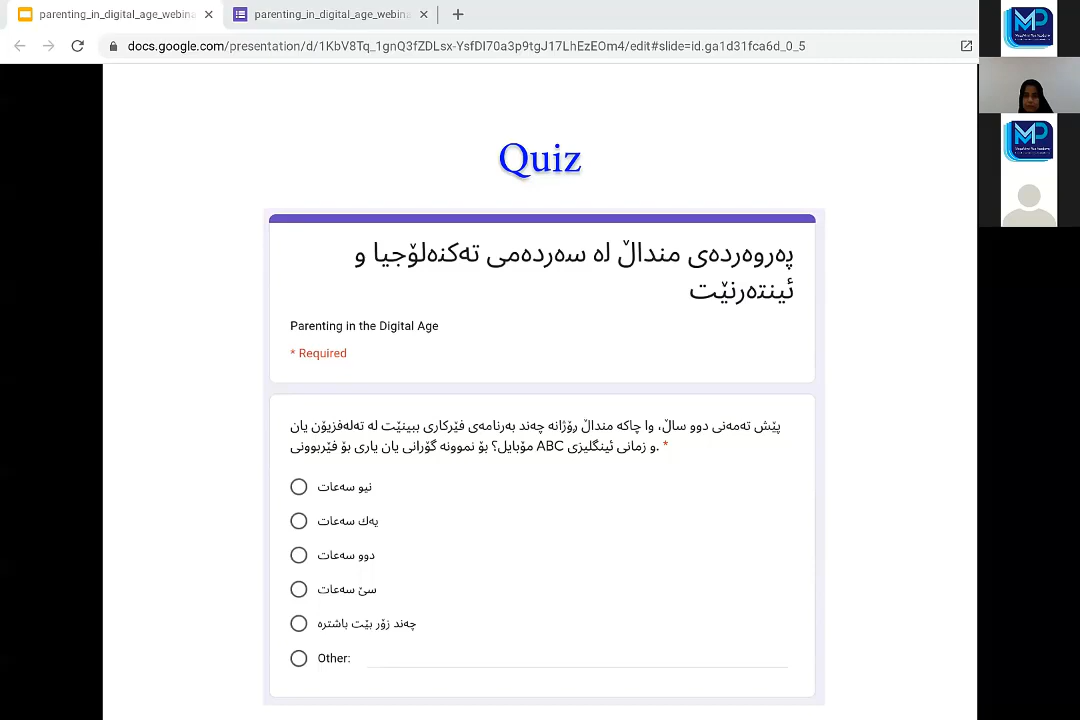 parenting_in_digital_age_webina
parenting_in_digital_age_webina
docs.google.com/presentation/d/1KbV8Tq_1gnQ3fZDLsx-YsfDI70a3p9tgJ17LhEzEOm4/edit#slide=id.ga1d31fca6d_0_5
MP
MP
Quiz
پەروەردەی منداڵ لە سەردەمی تەکنەلۆجیا و
ئینتەرنێت
Parenting in the Digital Age
* Required
پێش تەمەنی دوو ساڵ، وا چاکە منداڵ رۆژانە چەند بەرنامەی فێرکاری ببینێت لە تەلەفزیۆن یان
مۆبایل؟ بۆ نموونە گۆرانی یان یاری بۆ فێربوونی ABC و زمانی ئینگلیزی. *
نیو سەعات
یەك سەعات
دوو سەعات
سێ سەعات
چەند زۆر بێت باشترە
Other: